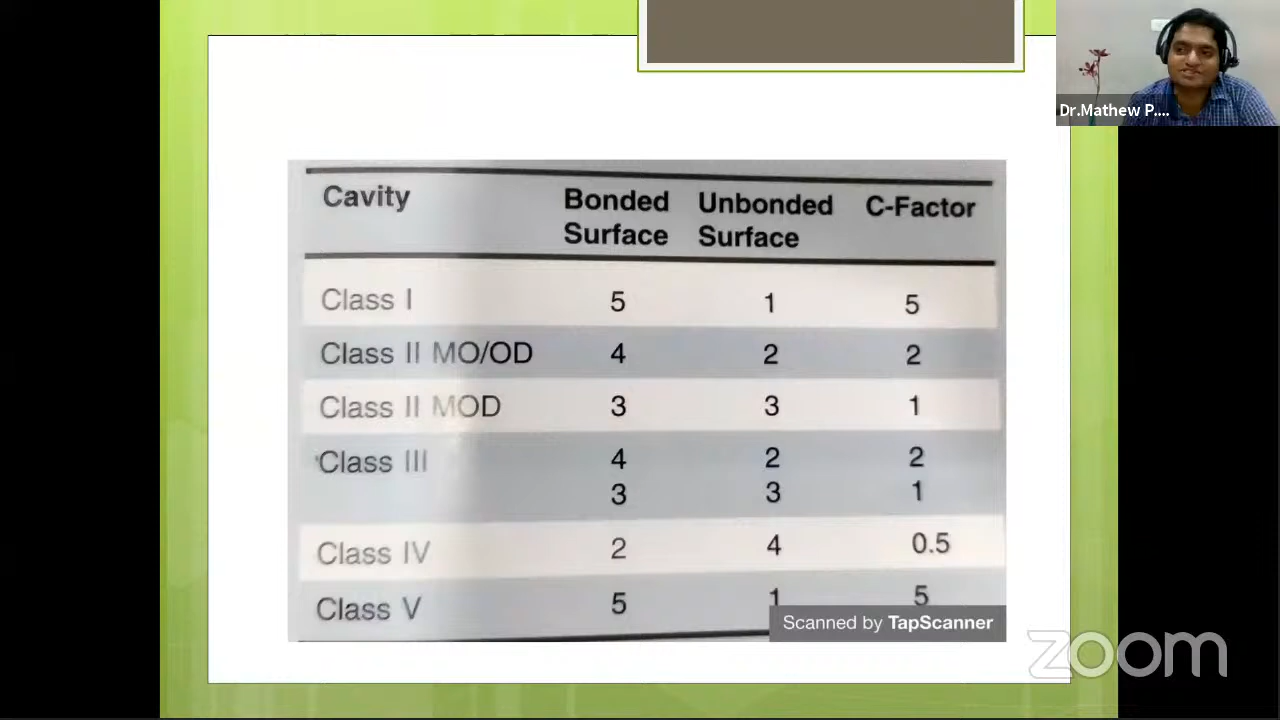 Dr.Mathew P....
Cavity Bonded Surface Unbonded Surface C-Factor
Class I 5 1 5
Class II MO/OD 4 2 2
Class II MOD 3 3 1
Class III 4 2 2
3 3 1
Class IV 2 4 0.5
Class V 5 1 5
Scanned by TapScanner
zoom